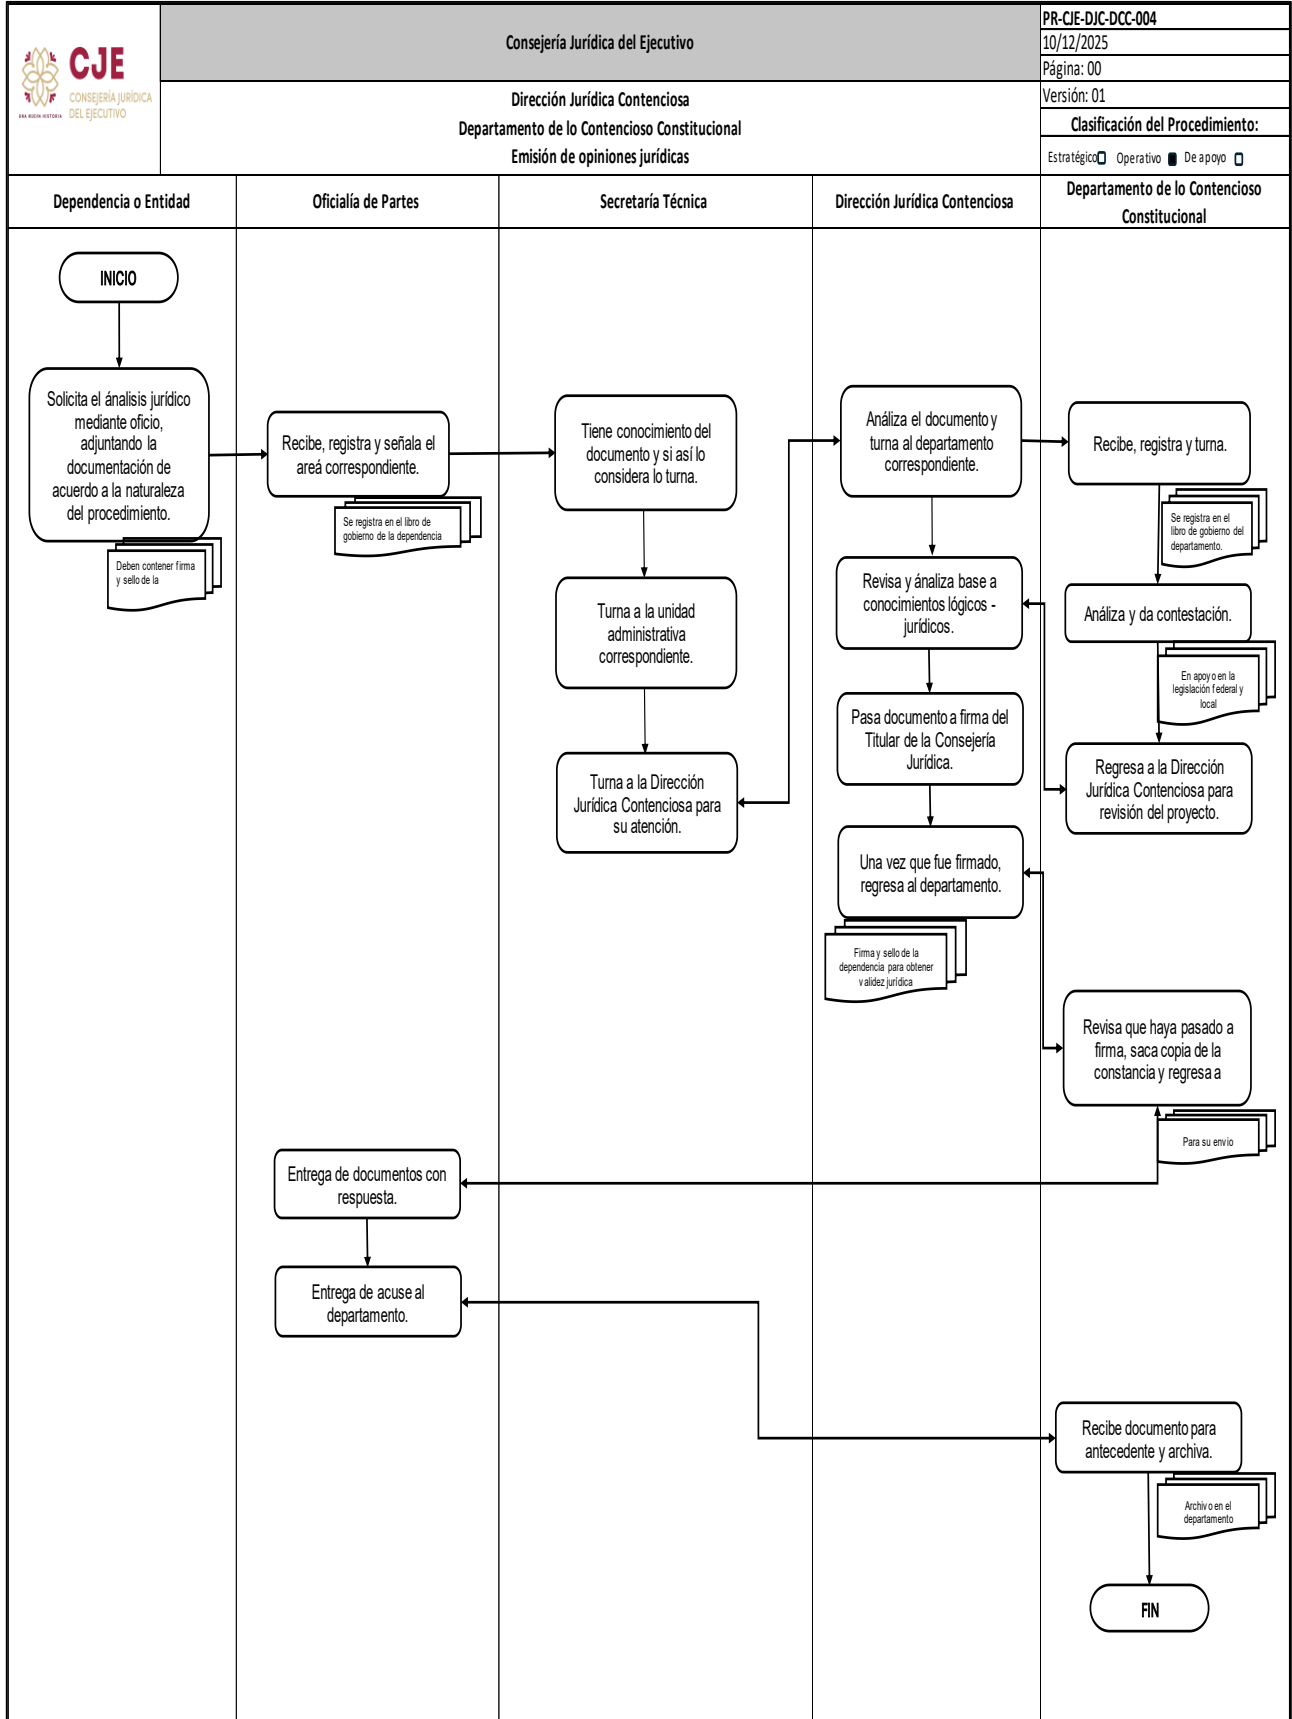 CJE
CONSEJERÍA JURÍDICA
DEL EJECUTIVO
UNA NUEVA HISTORIA
Consejería Jurídica del Ejecutivo
PR-CJE-DJC-DCC-004
10/12/2025
Página: 00
Versión: 01
Dirección Jurídica Contenciosa
Departamento de lo Contencioso Constitucional
Emisión de opiniones jurídicas
Clasificación del Procedimiento:
Estratégico Operativo De apoyo
Dependencia o Entidad
Oficialía de Partes
Secretaría Técnica
Dirección Jurídica Contenciosa
Departamento de lo Contencioso
Constitucional
INICIO
Solicita el ánalisis jurídico
mediante oficio,
adjuntando la
documentación de
acuerdo a la naturaleza
del procedimiento.
Deben contener firma
y sello de la
Recibe, registra y señala el
areá correspondiente.
Se registra en el libro de
gobierno de la dependencia
Tiene conocimiento del
documento y si así lo
considera lo turna.
Turna a la unidad
administrativa
correspondiente.
Turna a la Dirección
Jurídica Contenciosa para
su atención.
Análiza el documento y
turna al departamento
correspondiente.
Recibe, registra y turna.
Se registra en el
libro de gobierno del
departamento.
Revisa y ánaliza base a
conocimientos lógicos -
jurídicos.
Análiza y da contestación.
En apoyo en la
legislación federal y
local
Pasa documento a firma del
Titular de la Consejería
Jurídica.
Regresa a la Dirección
Jurídica Contenciosa para
revisión del proyecto.
Una vez que fue firmado,
regresa al departamento.
Firma y sello de la
dependencia para obtener
validez jurídica
Revisa que haya pasado a
firma, saca copia de la
constancia y regresa a
Para su envio
Entrega de documentos con
respuesta.
Entrega de acuse al
departamento.
Recibe documento para
antecedente y archiva.
Archivo en el
departamento
FIN